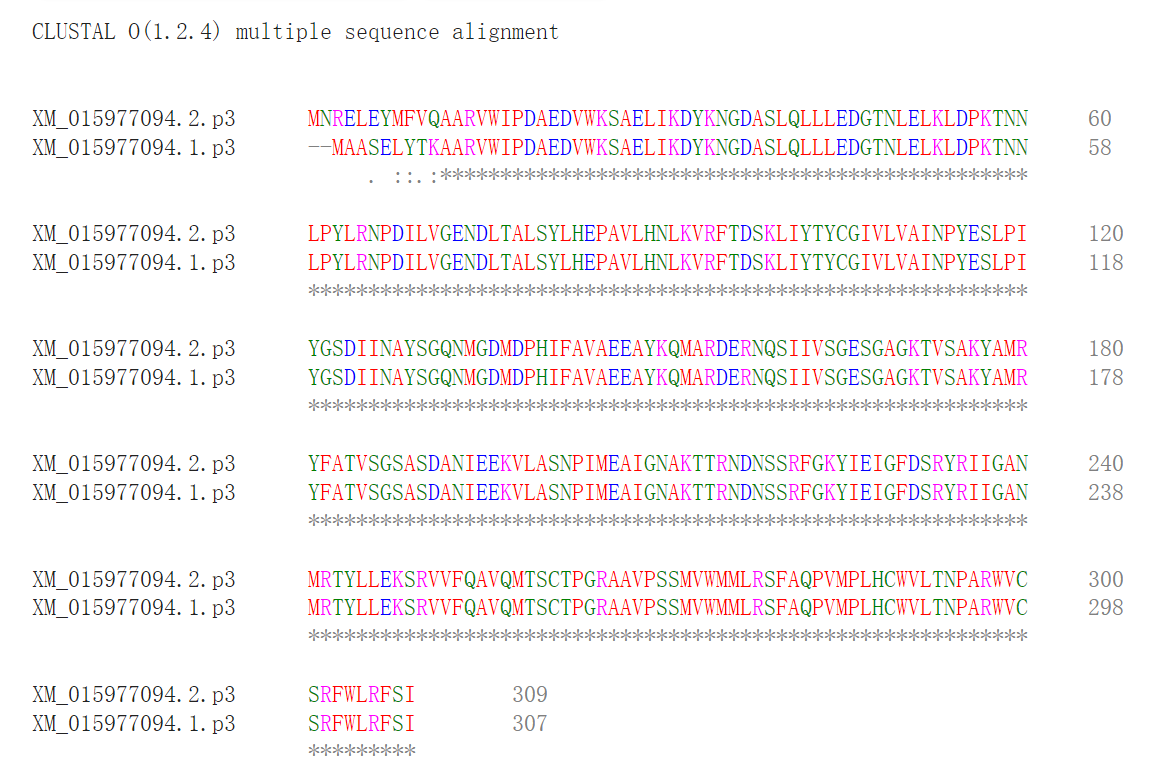 CLUSTAL O(1.2.4) multiple sequence alignment
XM_015977094.2.p3 MNRELEYMFVQAARVWIPDAEDVWKSAELIKDYKNGDASLQLLLEDGTNLELKLDPKTNN 60
XM_015977094.1.p3 --MAASELYTKAARVWIPDAEDVWKSAELIKDYKNGDASLQLLLEDGTNLELKLDPKTNN 58
. ::.:*************************************************
XM_015977094.2.p3 LPYLRNPDILVGENDLTALSYLHEPAVLHNLKVRFTDSKLIYTYCGIVLVAINPYESLPI 120
XM_015977094.1.p3 LPYLRNPDILVGENDLTALSYLHEPAVLHNLKVRFTDSKLIYTYCGIVLVAINPYESLPI 118
************************************************************
XM_015977094.2.p3 YGSDIINAYSGQNMGDMDPHIFAVAEEAYKQMARDERNQSIIVSGESGAGKTVSAKYAMR 180
XM_015977094.1.p3 YGSDIINAYSGQNMGDMDPHIFAVAEEAYKQMARDERNQSIIVSGESGAGKTVSAKYAMR 178
************************************************************
XM_015977094.2.p3 YFATVSGSASDANIEEKVLASNPIMEAIGNAKTTRNDNSSRFGKYIEIGFDSRYRIIGAN 240
XM_015977094.1.p3 YFATVSGSASDANIEEKVLASNPIMEAIGNAKTTRNDNSSRFGKYIEIGFDSRYRIIGAN 238
************************************************************
XM_015977094.2.p3 MRTYLLEKSRVVFQAVQMTSCTPGRAAVPSSMVWMMLRSFAQPVMPLHCWVLTNPARWVC 300
XM_015977094.1.p3 MRTYLLEKSRVVFQAVQMTSCTPGRAAVPSSMVWMMLRSFAQPVMPLHCWVLTNPARWVC 298
************************************************************
XM_015977094.2.p3 SRFWLRFSI 309
XM_015977094.1.p3 SRFWLRFSI 307
*********